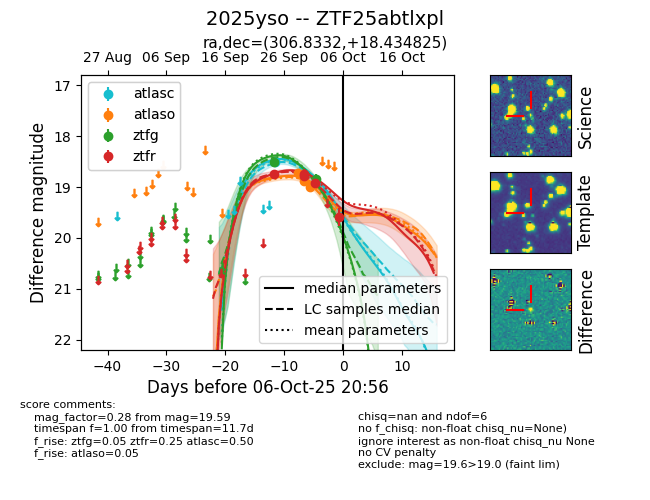 2025yso -- ZTF25abtlxpl
ra,dec=(306.8332,+18.434825)
27 Aug 06 Sep 16 Sep 26 Sep 06 Oct 16 Oct
17
18
19
20
21
22
Difference magnitude
atlasc
atlaso
ztfg
ztfr
median parameters
LC samples median
mean parameters
−40 −30 −20 −10 0 10
Days before 06-Oct-25 20:56
Science
Template
Difference
score comments:
mag_factor=0.28 from mag=19.59
timespan f=1.00 from timespan=11.7d
f_rise: ztfg=0.05 ztfr=0.25 atlasc=0.50
f_rise: atlaso=0.05
chisq=nan and ndof=6
no f_chisq: non-float chisq_nu=None)
ignore interest as non-float chisq_nu None
no CV penalty
exclude: mag=19.6>19.0 (faint lim)